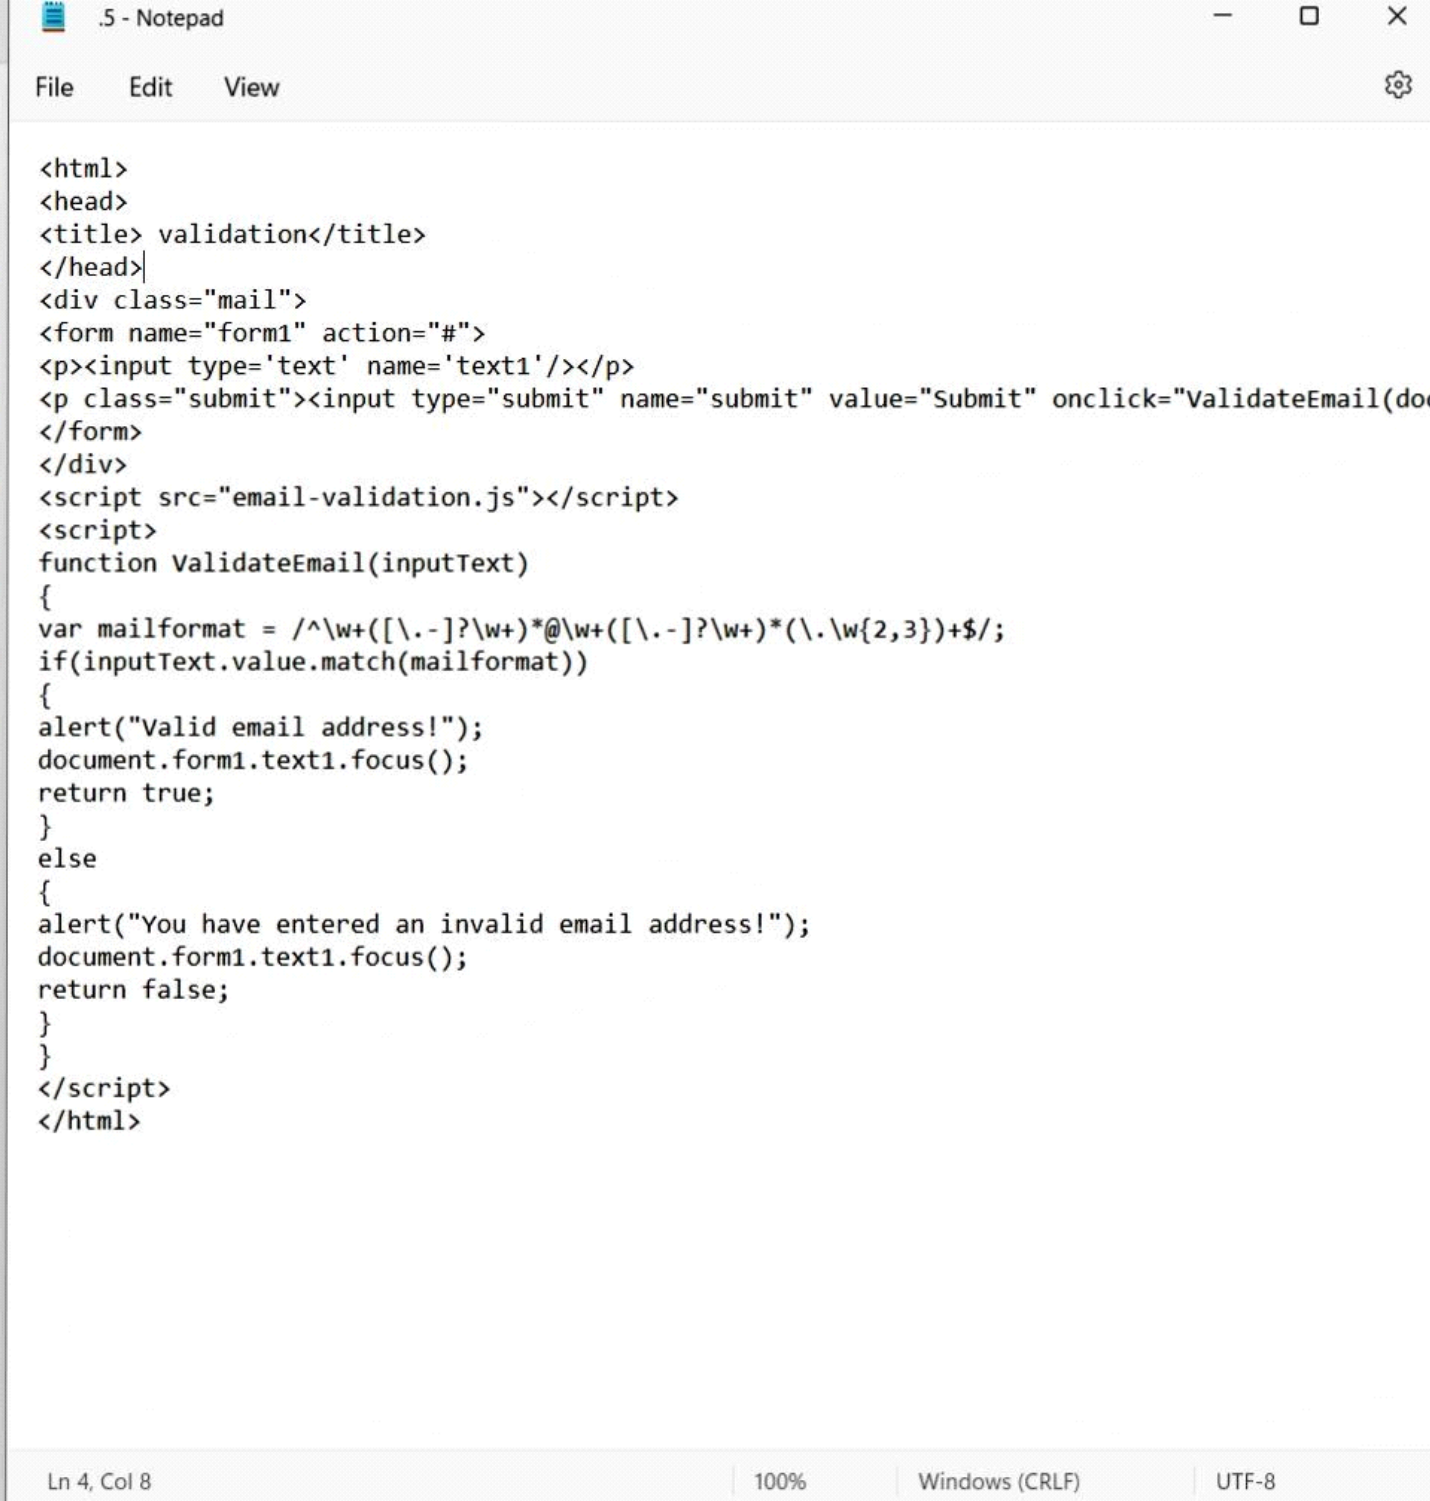 .5 - Notepad
File Edit View
<html>
<head>
<title> validation</title>
</head>
<div class="mail">
<form name="form1" action="#">
<p><input type='text' name='text1'/></p>
<p class="submit"><input type="submit" name="submit" value="Submit" onclick="ValidateEmail(doc
</form>
</div>
<script src="email-validation.js"></script>
<script>
function ValidateEmail(inputText)
{
var mailformat = /^\w+([\.-]?\w+)*@\w+([\.-]?\w+)*(\.\w{2,3})+$/;
if(inputText.value.match(mailformat))
{
alert("Valid email address!");
document.form1.text1.focus();
return true;
}
else
{
alert("You have entered an invalid email address!");
document.form1.text1.focus();
return false;
}
}
</script>
</html>
Ln 4, Col 8 100% Windows (CRLF) UTF-8